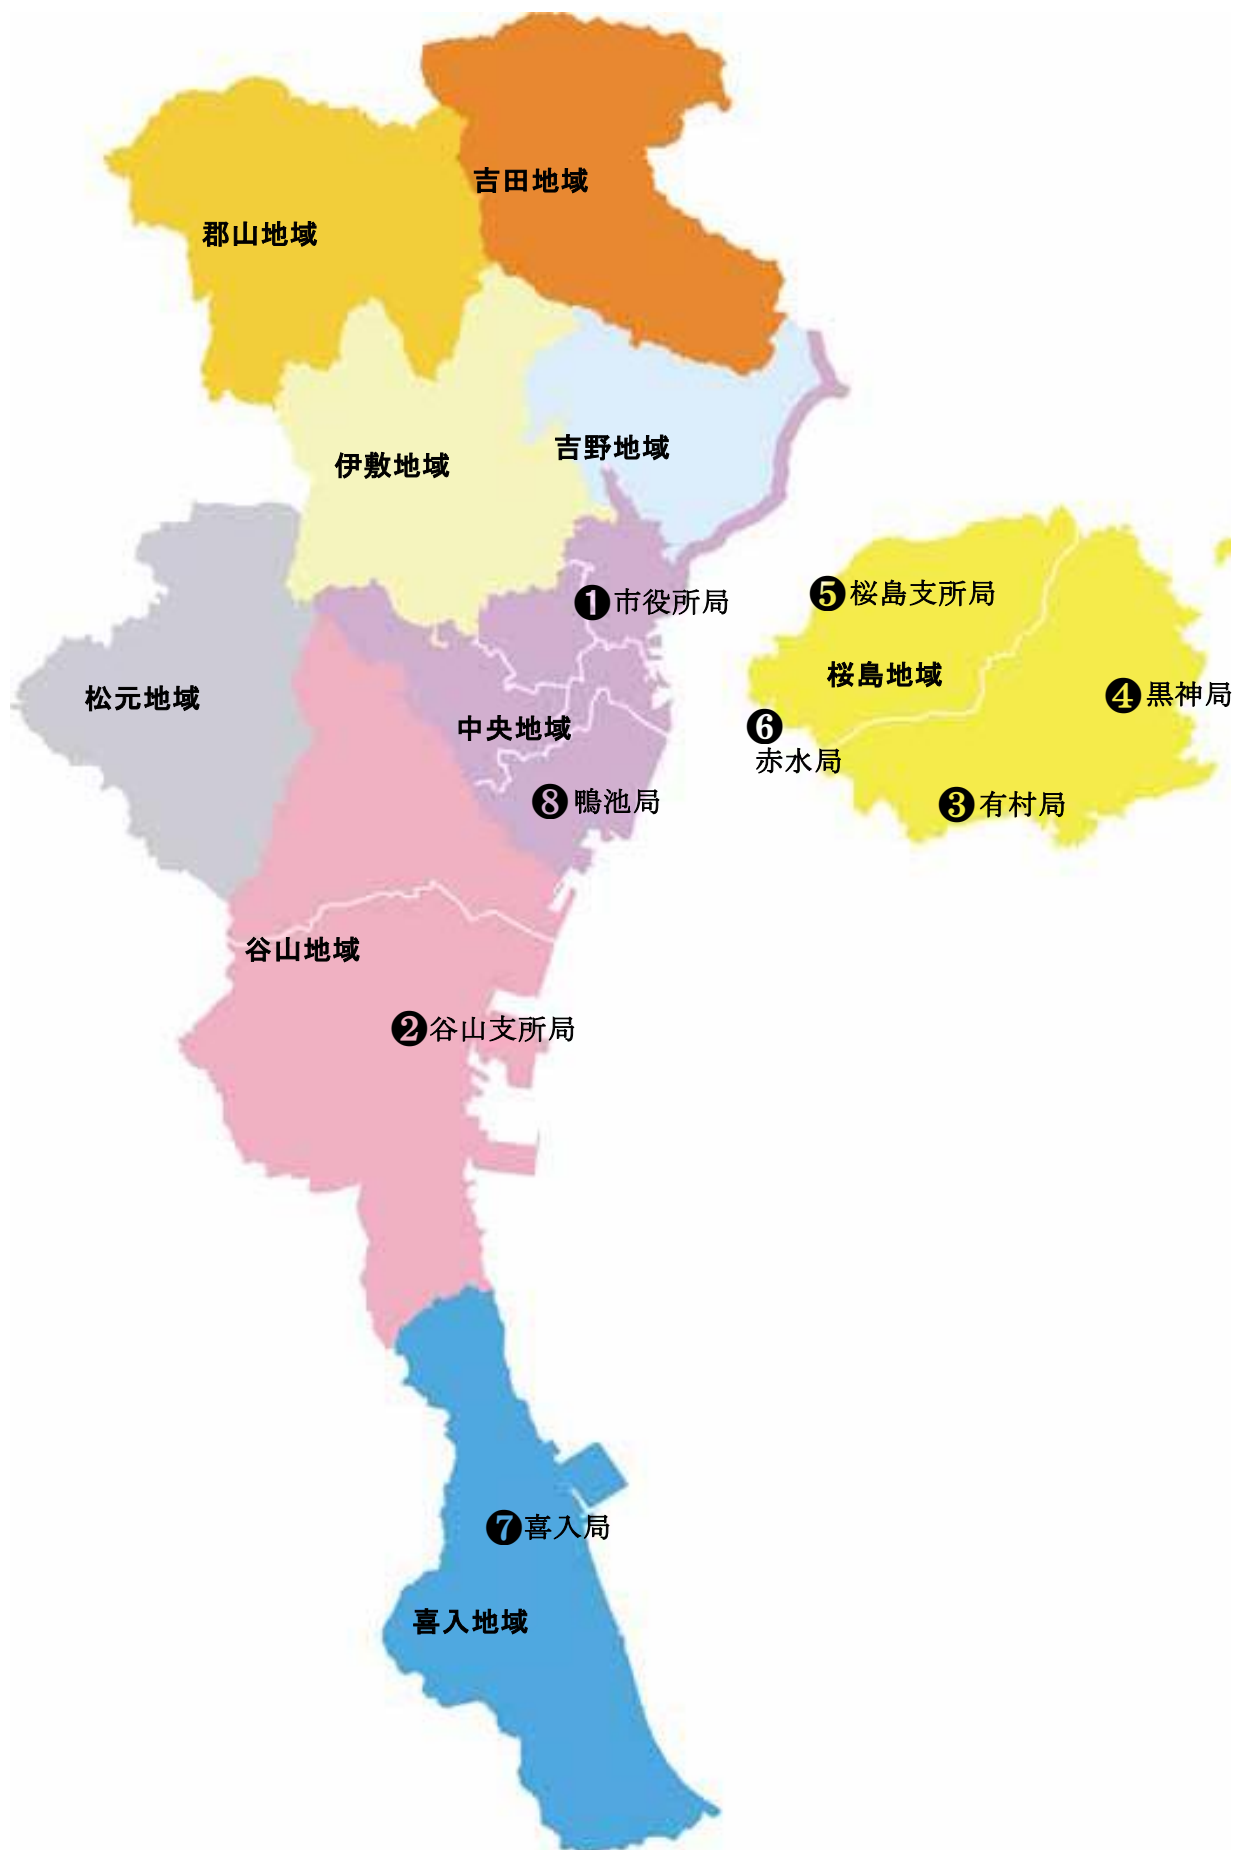 吉田地域
郡山地域
吉野地域
伊敷地域
❶市役所局
❺桜島支所局
桜島地域
❹黒神局
松元地域
中央地域
❻
赤水局
❽鴨池局
❸有村局
谷山地域
❷谷山支所局
❼喜入局
喜入地域